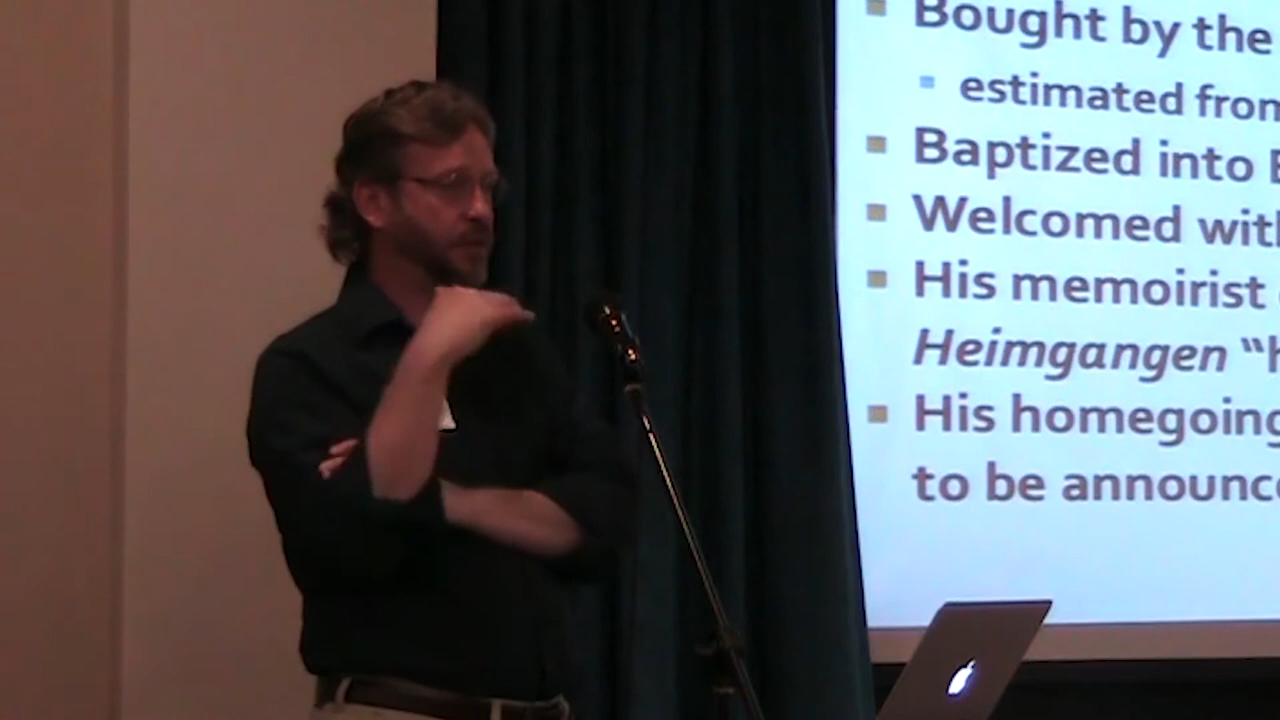 Bought by the
estimated from
Baptized into
Welcomed with
His memoirist
Heimgangen “h
His homegoing
to be announce